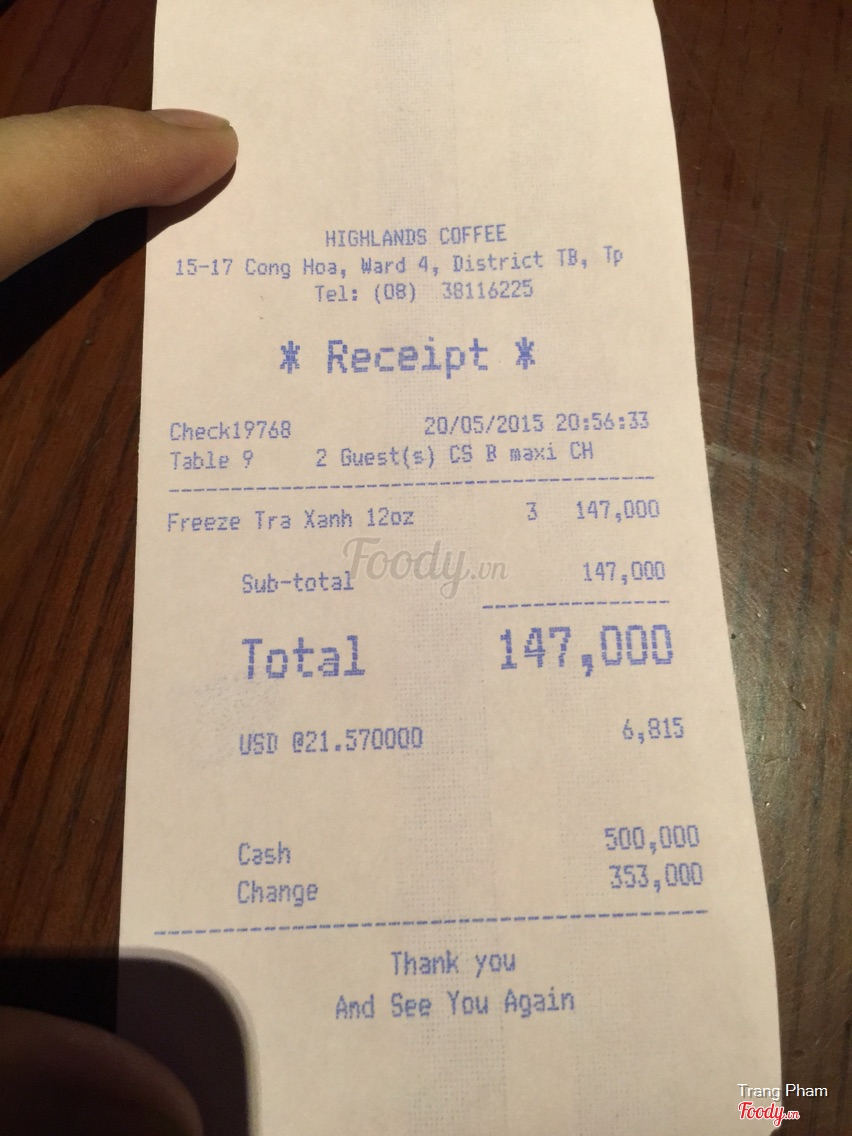 HIGHLANDS COFFEE
15-17 Cong Hoa, Ward 4, District TB, Tp
Tel: (08) 38116225
* Receipt *
Check19768 20/05/2015 20:56:33
Table 9 2 Guest(s) CS B maxi CH
Freeze Tra Xanh 12oz 3 147,000
Sub-total 147,000
Total 147,000
USD @21.570000 6,815
Cash 500,000
Change 353,000
Thank you
And See You Again
Foody.vn
Trang Pham
Foody.vn